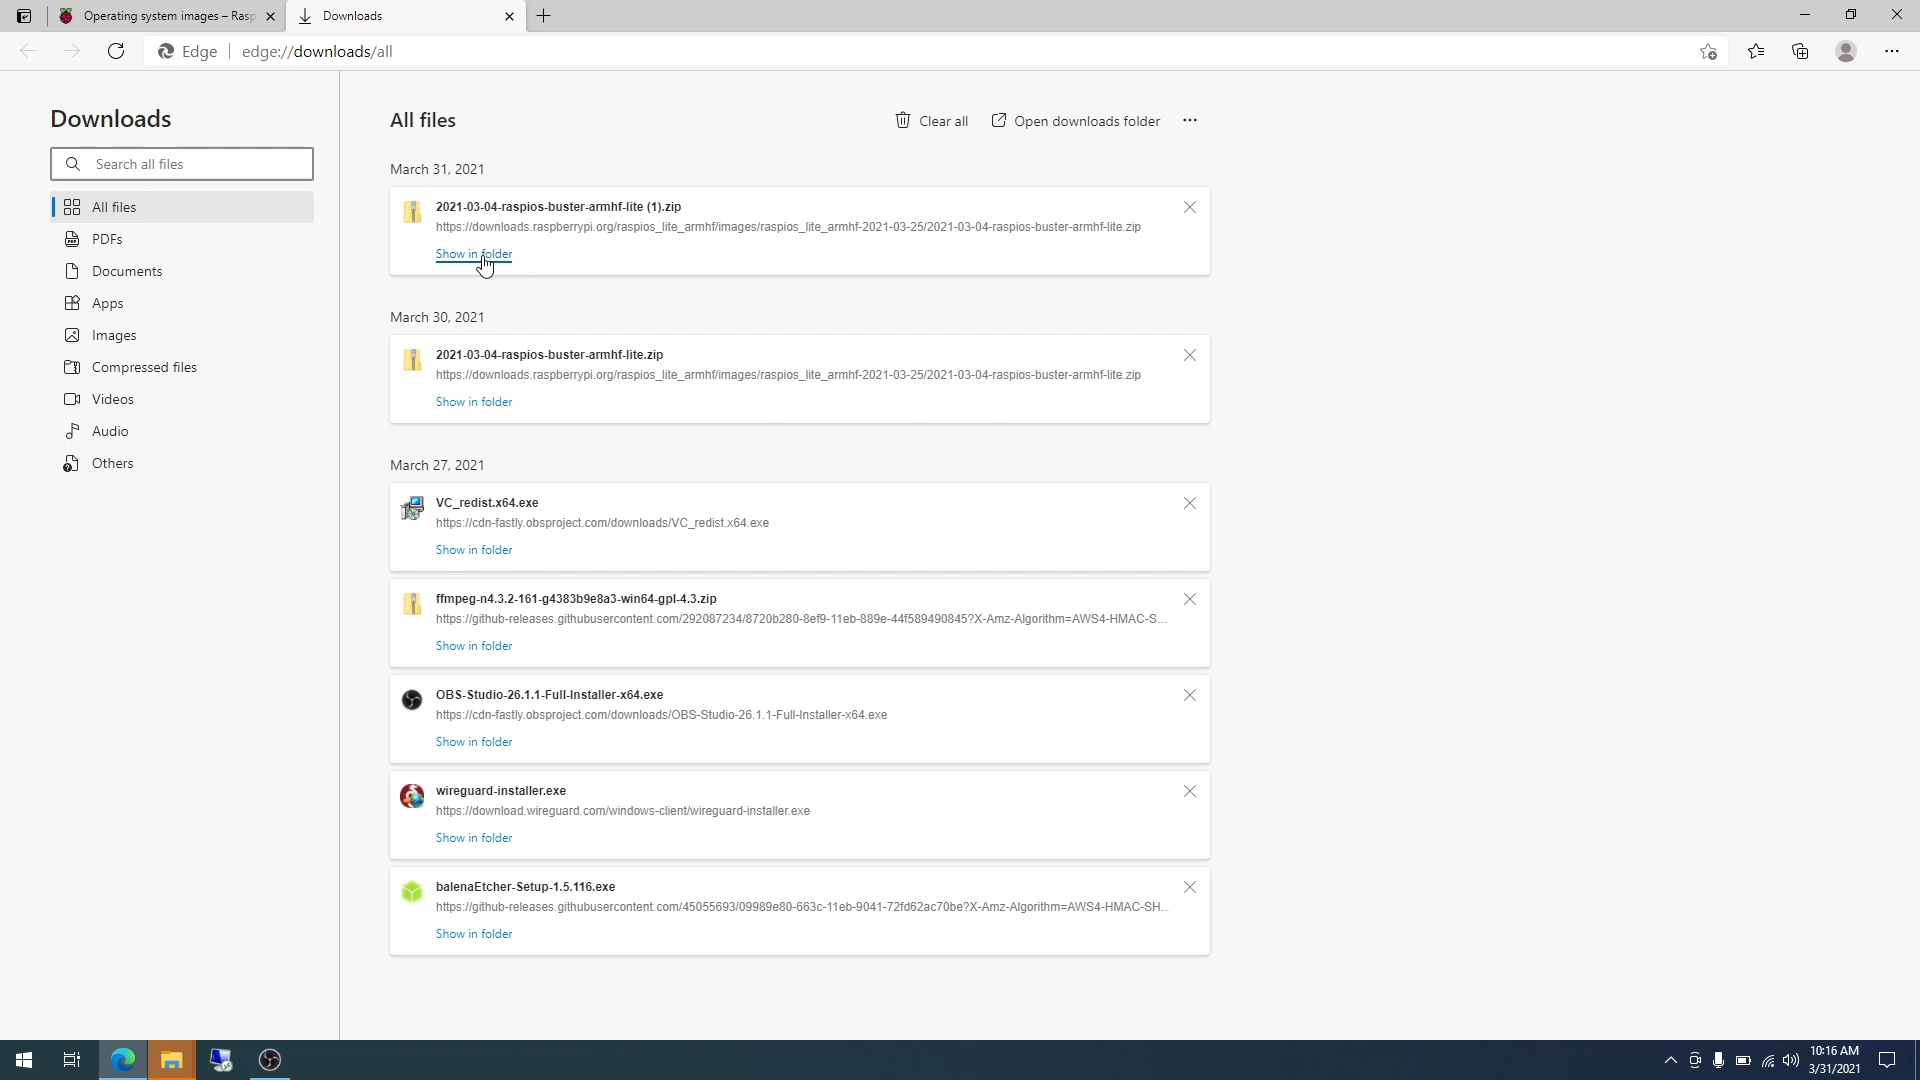 Operating system images – Rasp
Downloads
Edge
edge://downloads/all
Downloads
Search all files
All files
PDFs
Documents
Apps
Images
Compressed files
Videos
Audio
Others
All files
Clear all
Open downloads folder
March 31, 2021
2021-03-04-raspios-buster-armhf-lite (1).zip
https://downloads.raspberrypi.org/raspios_lite_armhf/images/raspios_lite_armhf-2021-03-25/2021-03-04-raspios-buster-armhf-lite.zip
Show in folder
March 30, 2021
2021-03-04-raspios-buster-armhf-lite.zip
https://downloads.raspberrypi.org/raspios_lite_armhf/images/raspios_lite_armhf-2021-03-25/2021-03-04-raspios-buster-armhf-lite.zip
Show in folder
March 27, 2021
VC_redist.x64.exe
https://cdn-fastly.obsproject.com/downloads/VC_redist.x64.exe
Show in folder
ffmpeg-n4.3.2-161-g4383b9e8a3-win64-gpl-4.3.zip
https://github-releases.githubusercontent.com/292087234/8720b280-8ef9-11eb-889e-44f589490845?X-Amz-Algorithm=AWS4-HMAC-S...
Show in folder
OBS-Studio-26.1.1-Full-Installer-x64.exe
https://cdn-fastly.obsproject.com/downloads/OBS-Studio-26.1.1-Full-Installer-x64.exe
Show in folder
wireguard-installer.exe
https://download.wireguard.com/windows-client/wireguard-installer.exe
Show in folder
balenaEtcher-Setup-1.5.116.exe
https://github-releases.githubusercontent.com/45055693/09989e80-663c-11eb-9041-72fd62ac70be?X-Amz-Algorithm=AWS4-HMAC-SH...
Show in folder
10:16 AM
3/31/2021